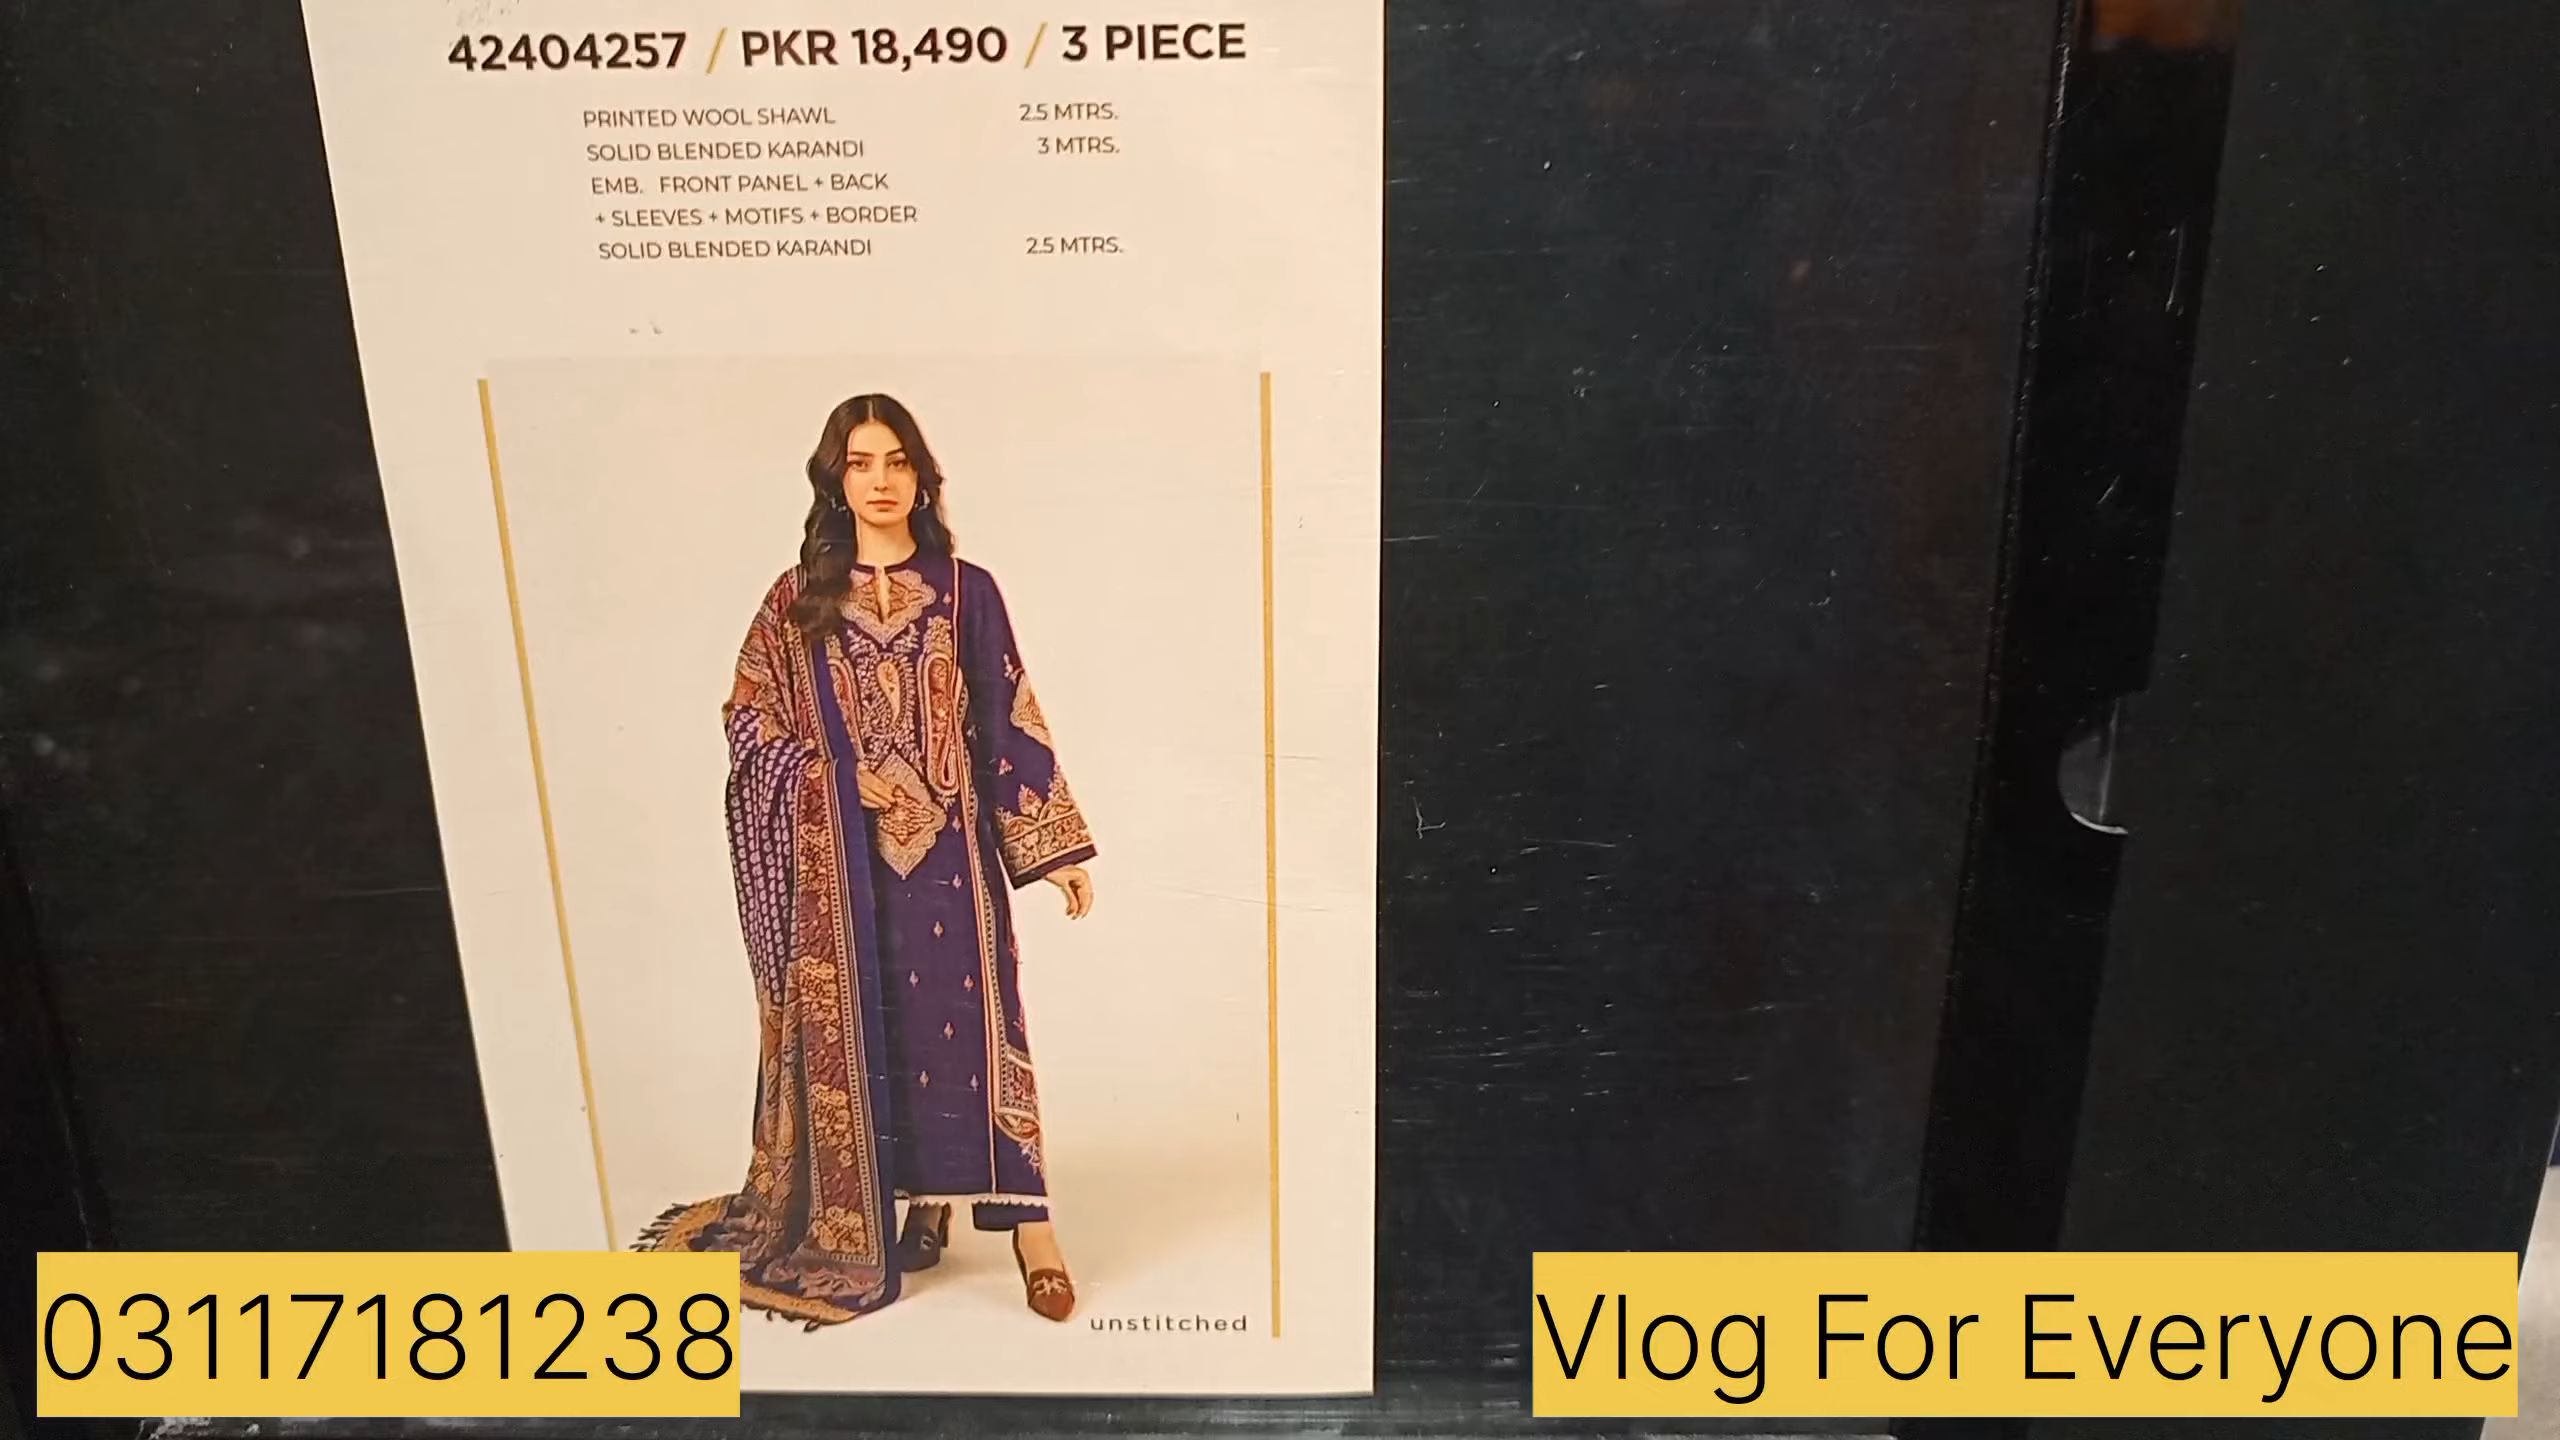 42404257 / PKR 18,490 / 3 PIECE
PRINTED WOOL SHAWL 2.5 MTRS.
SOLID BLENDED KARANDI 3 MTRS.
EMB. FRONT PANEL + BACK
+ SLEEVES + MOTIFS + BORDER
SOLID BLENDED KARANDI 2.5 MTRS.
unstitched
03117181238
Vlog For Everyone